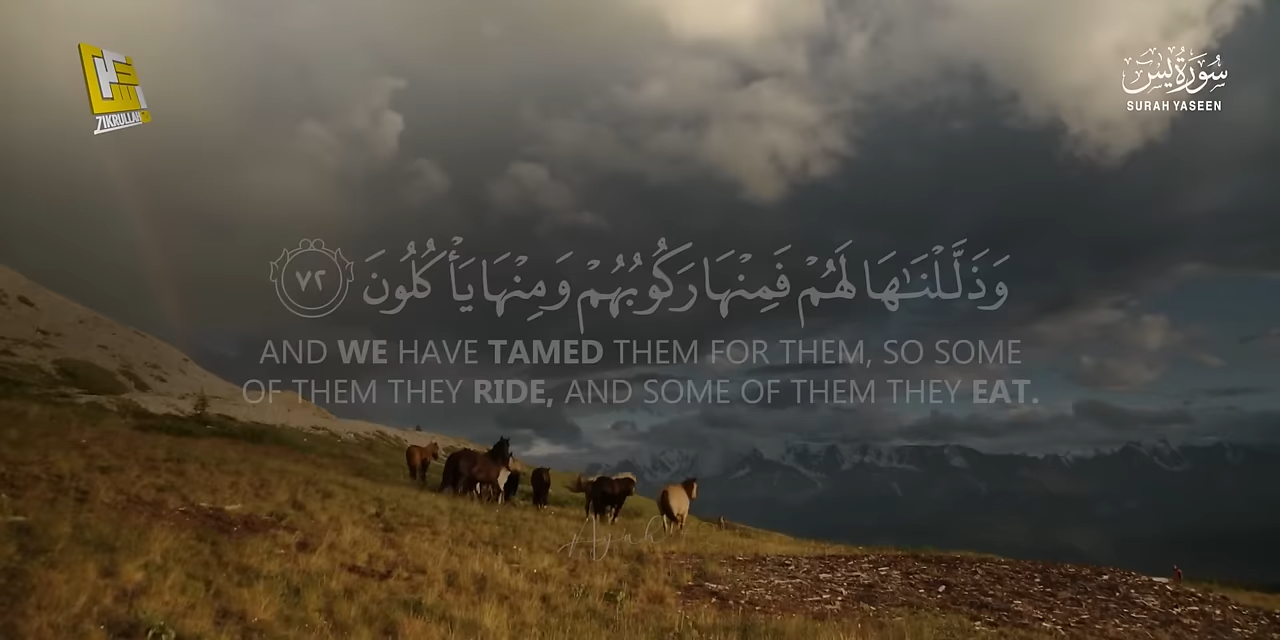 ZIKRULLAH
سُورَةُ يسٓ
SURAH YASEEN
وَذَلَّلْنَـٰهَا لَهُمْ فَمِنْهَا رَكُوبُهُمْ وَمِنْهَا يَأْكُلُونَ ٧٢
AND WE HAVE TAMED THEM FOR THEM, SO SOME
OF THEM THEY RIDE, AND SOME OF THEM THEY EAT.
Ayah